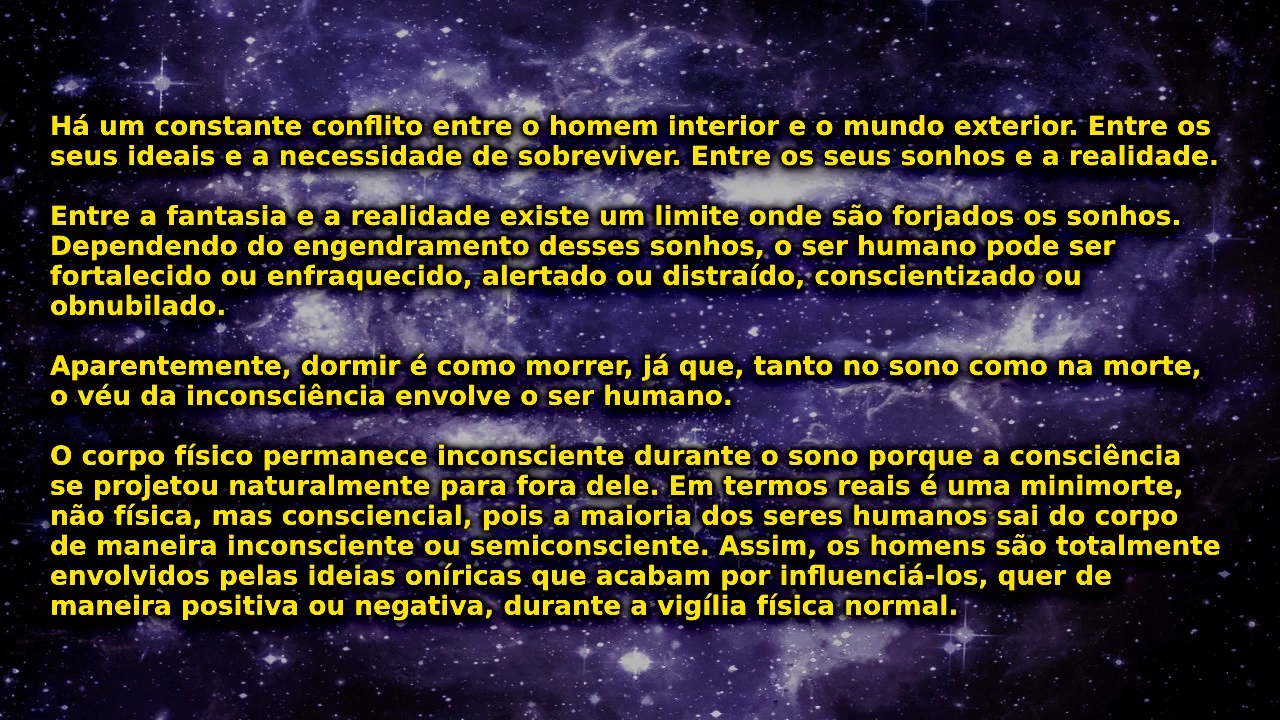 Há um constante conflito entre o homem interior e o mundo exterior. Entre os
seus ideais e a necessidade de sobreviver. Entre os seus sonhos e a realidade.
Entre a fantasia e a realidade existe um limite onde são forjados os sonhos.
Dependendo do engendramento desses sonhos, o ser humano pode ser
fortalecido ou enfraquecido, alertado ou distraído, conscientizado ou
obnubilado.
Aparentemente, dormir é como morrer, já que, tanto no sono como na morte,
o véu da inconsciência envolve o ser humano.
O corpo físico permanece inconsciente durante o sono porque a consciência
se projetou naturalmente para fora dele. Em termos reais é uma minimorte,
não física, mas consciencial, pois a maioria dos seres humanos sai do corpo
de maneira inconsciente ou semiconsciente. Assim, os homens são totalmente
envolvidos pelas ideias oníricas que acabam por influenciá-los, quer de
maneira positiva ou negativa, durante a vigília física normal.